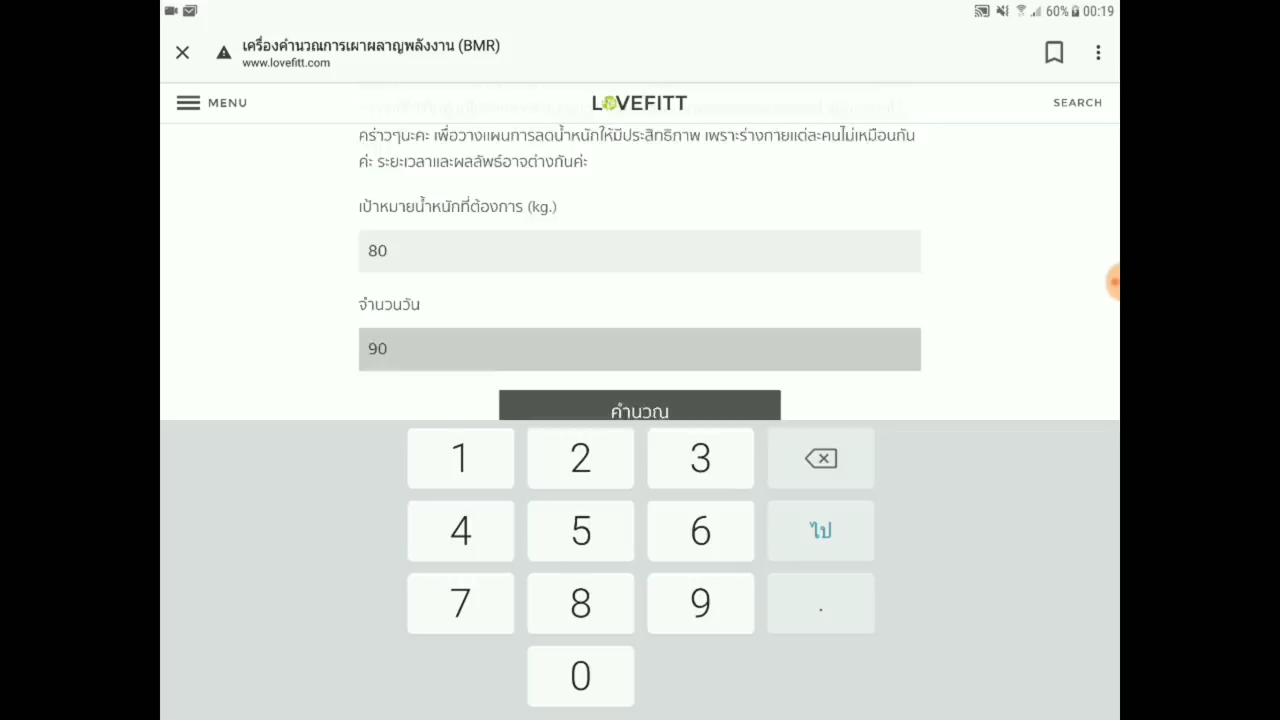 60% 00:19
เครื่องคำนวณการเผาผลาญพลังงาน (BMR)
www.lovefitt.com
MENU
LOVEFITT
SEARCH
คร่าวๆนะคะ เพื่อวางแผนการลดน้ำหนักให้มีประสิทธิภาพ เพราะร่างกายแต่ละคนไม่เหมือนกัน
ค่ะ ระยะเวลาและผลลัพธ์อาจต่างกันค่ะ
เป้าหมายน้ำหนักที่ต้องการ (kg.)
80
จำนวนวัน
90
คำนวณ
1 2 3
4 5 6 ไป
7 8 9 .
0